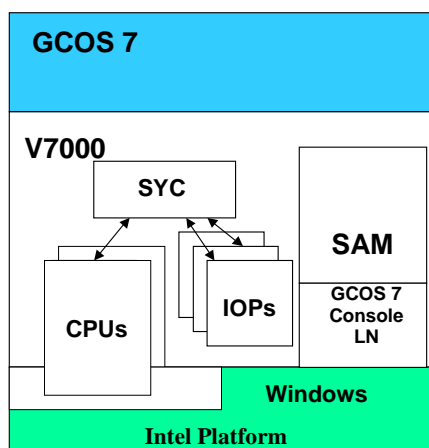 GCOS 7
V7000
SYC
SAM
CPUs
IOPs
GCOS 7
Console
LN
Windows
Intel Platform